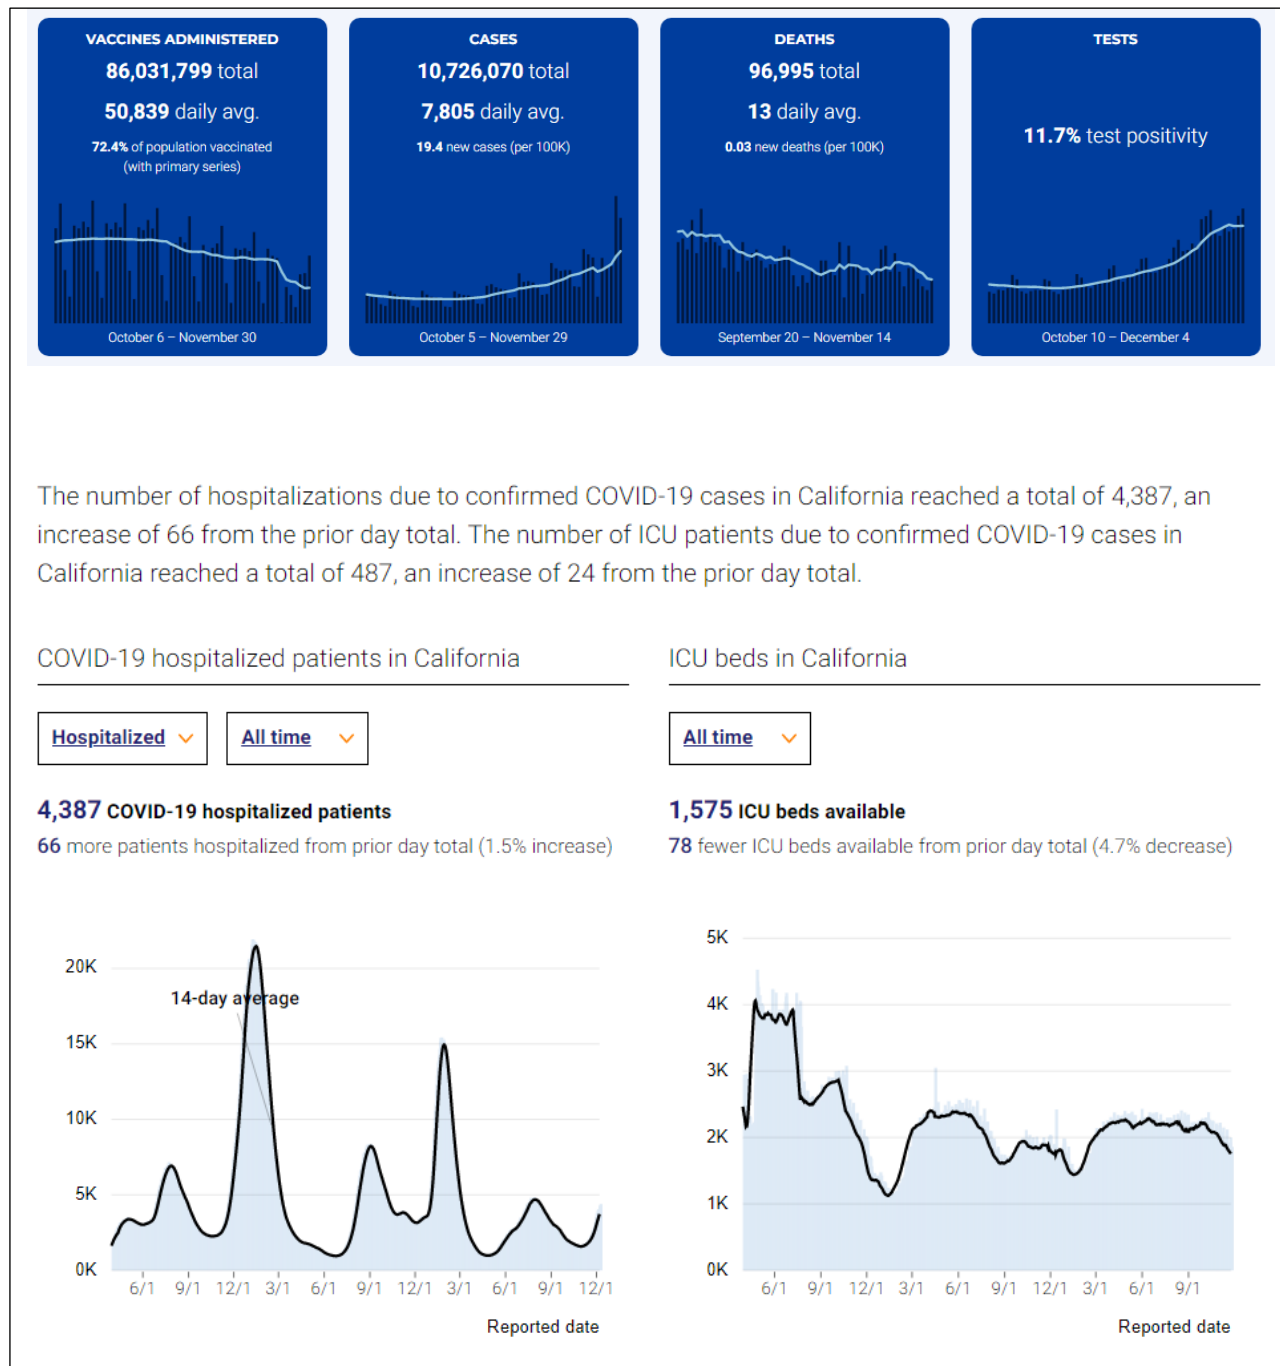 VACCINES ADMINISTERED
86,031,799 total
50,839 daily avg.
72.4% of population vaccinated
(with primary series)
October 6 – November 30
CASES
10,726,070 total
7,805 daily avg.
19.4 new cases (per 100K)
October 5 – November 29
DEATHS
96,995 total
13 daily avg.
0.03 new deaths (per 100K)
September 20 – November 14
TESTS
11.7% test positivity
October 10 – December 4
The number of hospitalizations due to confirmed COVID-19 cases in California reached a total of 4,387, an
increase of 66 from the prior day total. The number of ICU patients due to confirmed COVID-19 cases in
California reached a total of 487, an increase of 24 from the prior day total.
COVID-19 hospitalized patients in California
Hospitalized
All time
4,387 COVID-19 hospitalized patients
66 more patients hospitalized from prior day total (1.5% increase)
20K
14-day average
15K
10K
5K
0K
6/1 9/1 12/1 3/1 6/1 9/1 12/1 3/1 6/1 9/1 12/1
Reported date
ICU beds in California
All time
1,575 ICU beds available
78 fewer ICU beds available from prior day total (4.7% decrease)
5K
4K
3K
2K
1K
0K
6/1 9/1 12/1 3/1 6/1 9/1 12/1 3/1 6/1 9/1
Reported date